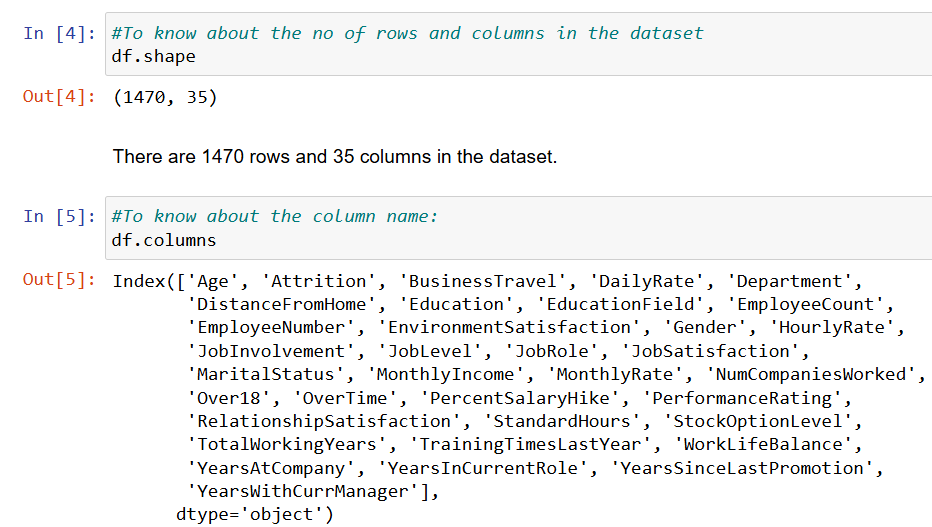 In [4]: #To know about the no of rows and columns in the dataset
df.shape
Out[4]: (1470, 35)
There are 1470 rows and 35 columns in the dataset.
In [5]: #To know about the column name:
df.columns
Out[5]: Index(['Age', 'Attrition', 'BusinessTravel', 'DailyRate', 'Department',
'DistanceFromHome', 'Education', 'EducationField', 'EmployeeCount',
'EmployeeNumber', 'EnvironmentSatisfaction', 'Gender', 'HourlyRate',
'JobInvolvement', 'JobLevel', 'JobRole', 'JobSatisfaction',
'MaritalStatus', 'MonthlyIncome', 'MonthlyRate', 'NumCompaniesWorked',
'Over18', 'OverTime', 'PercentSalaryHike', 'PerformanceRating',
'RelationshipSatisfaction', 'StandardHours', 'StockOptionLevel',
'TotalWorkingYears', 'TrainingTimesLastYear', 'WorkLifeBalance',
'YearsAtCompany', 'YearsInCurrentRole', 'YearsSinceLastPromotion',
'YearsWithCurrManager'],
dtype='object')